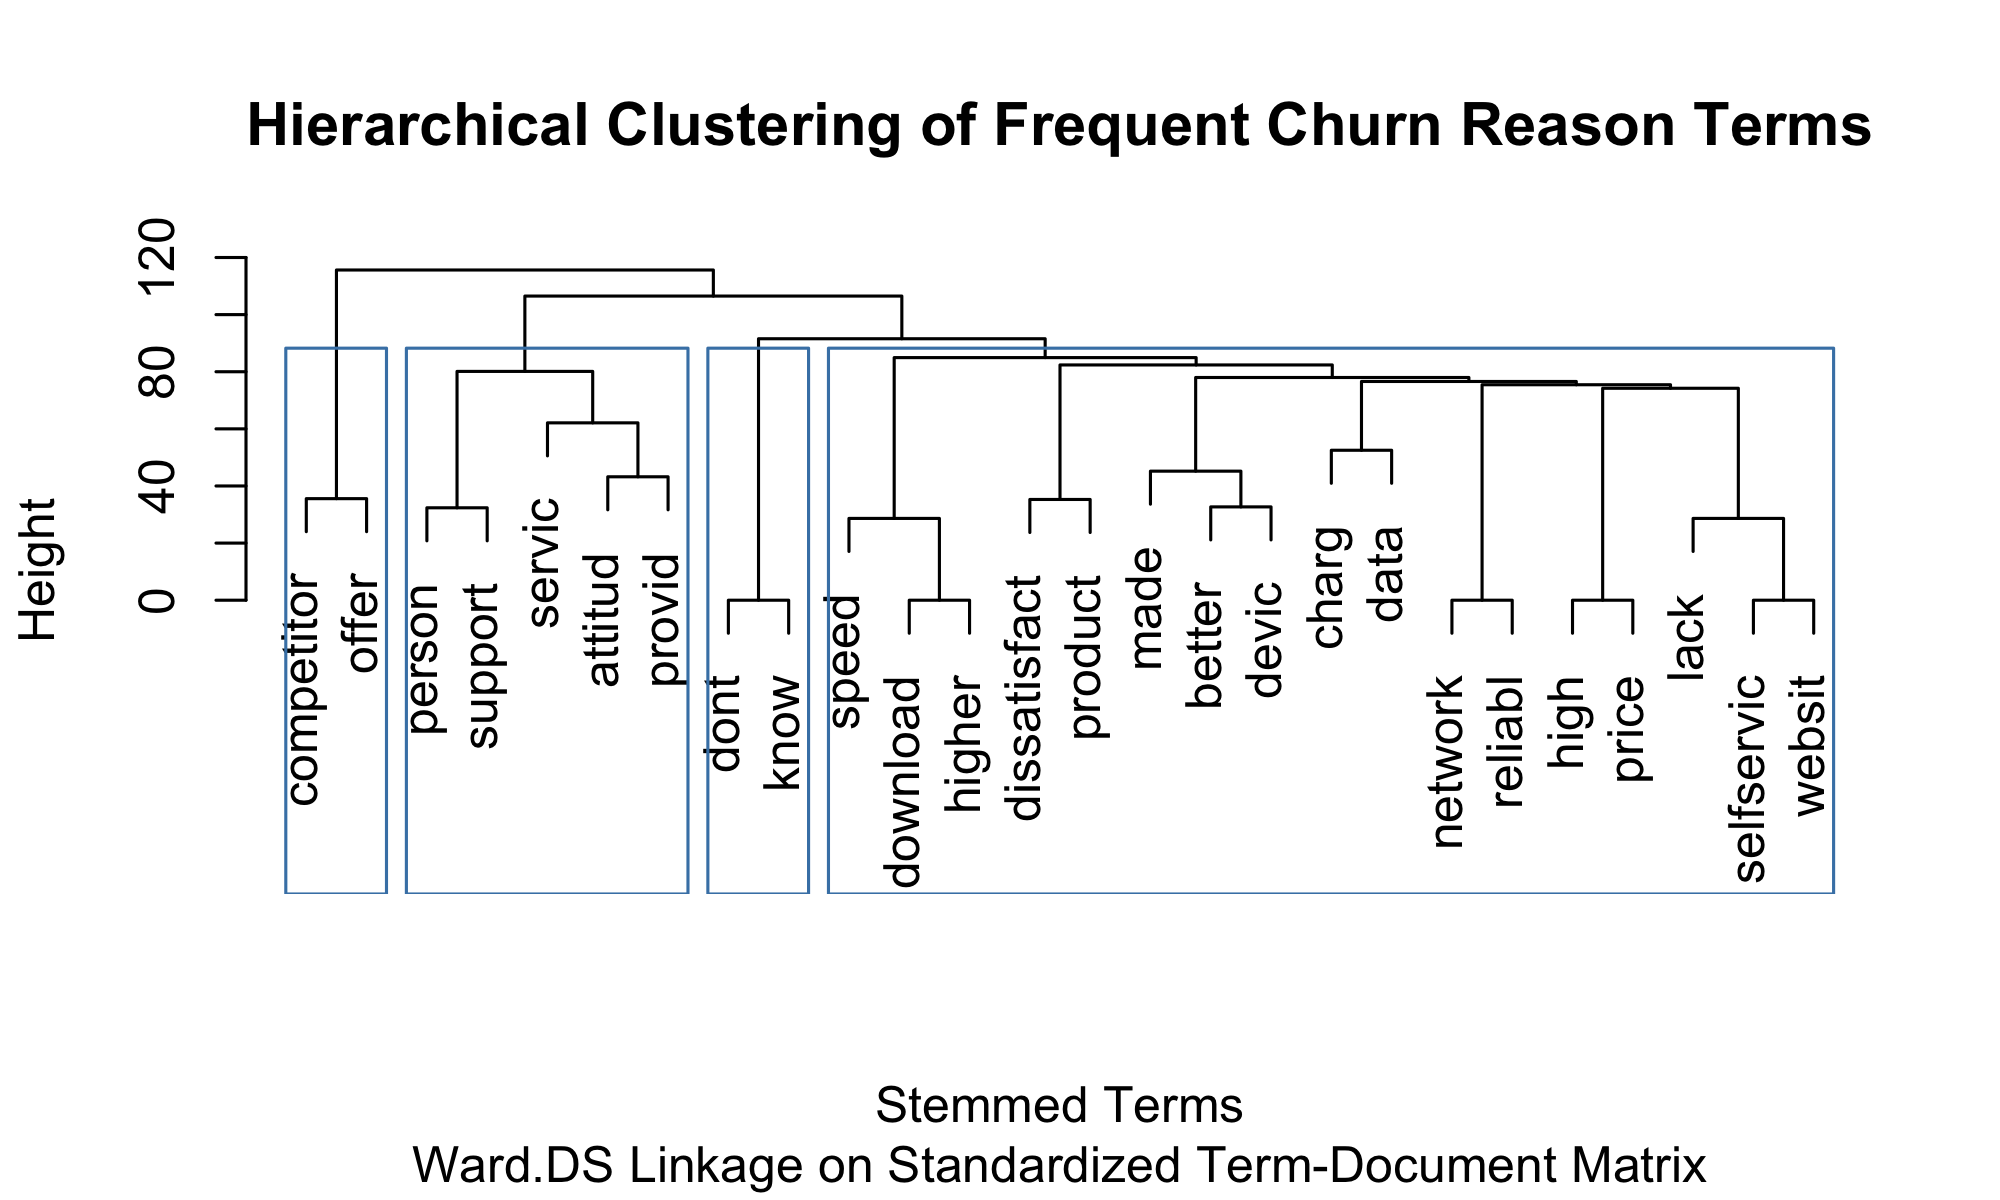 Hierarchical Clustering of Frequent Churn Reason Terms
Height
120
80
40
0
competitor
offer
person
support
servic
attitud
provid
dont
know
speed
download
higher
dissatisfact
product
made
better
devic
charg
data
network
reliabl
high
price
lack
selfservic
websit
Stemmed Terms
Ward.DS Linkage on Standardized Term-Document Matrix